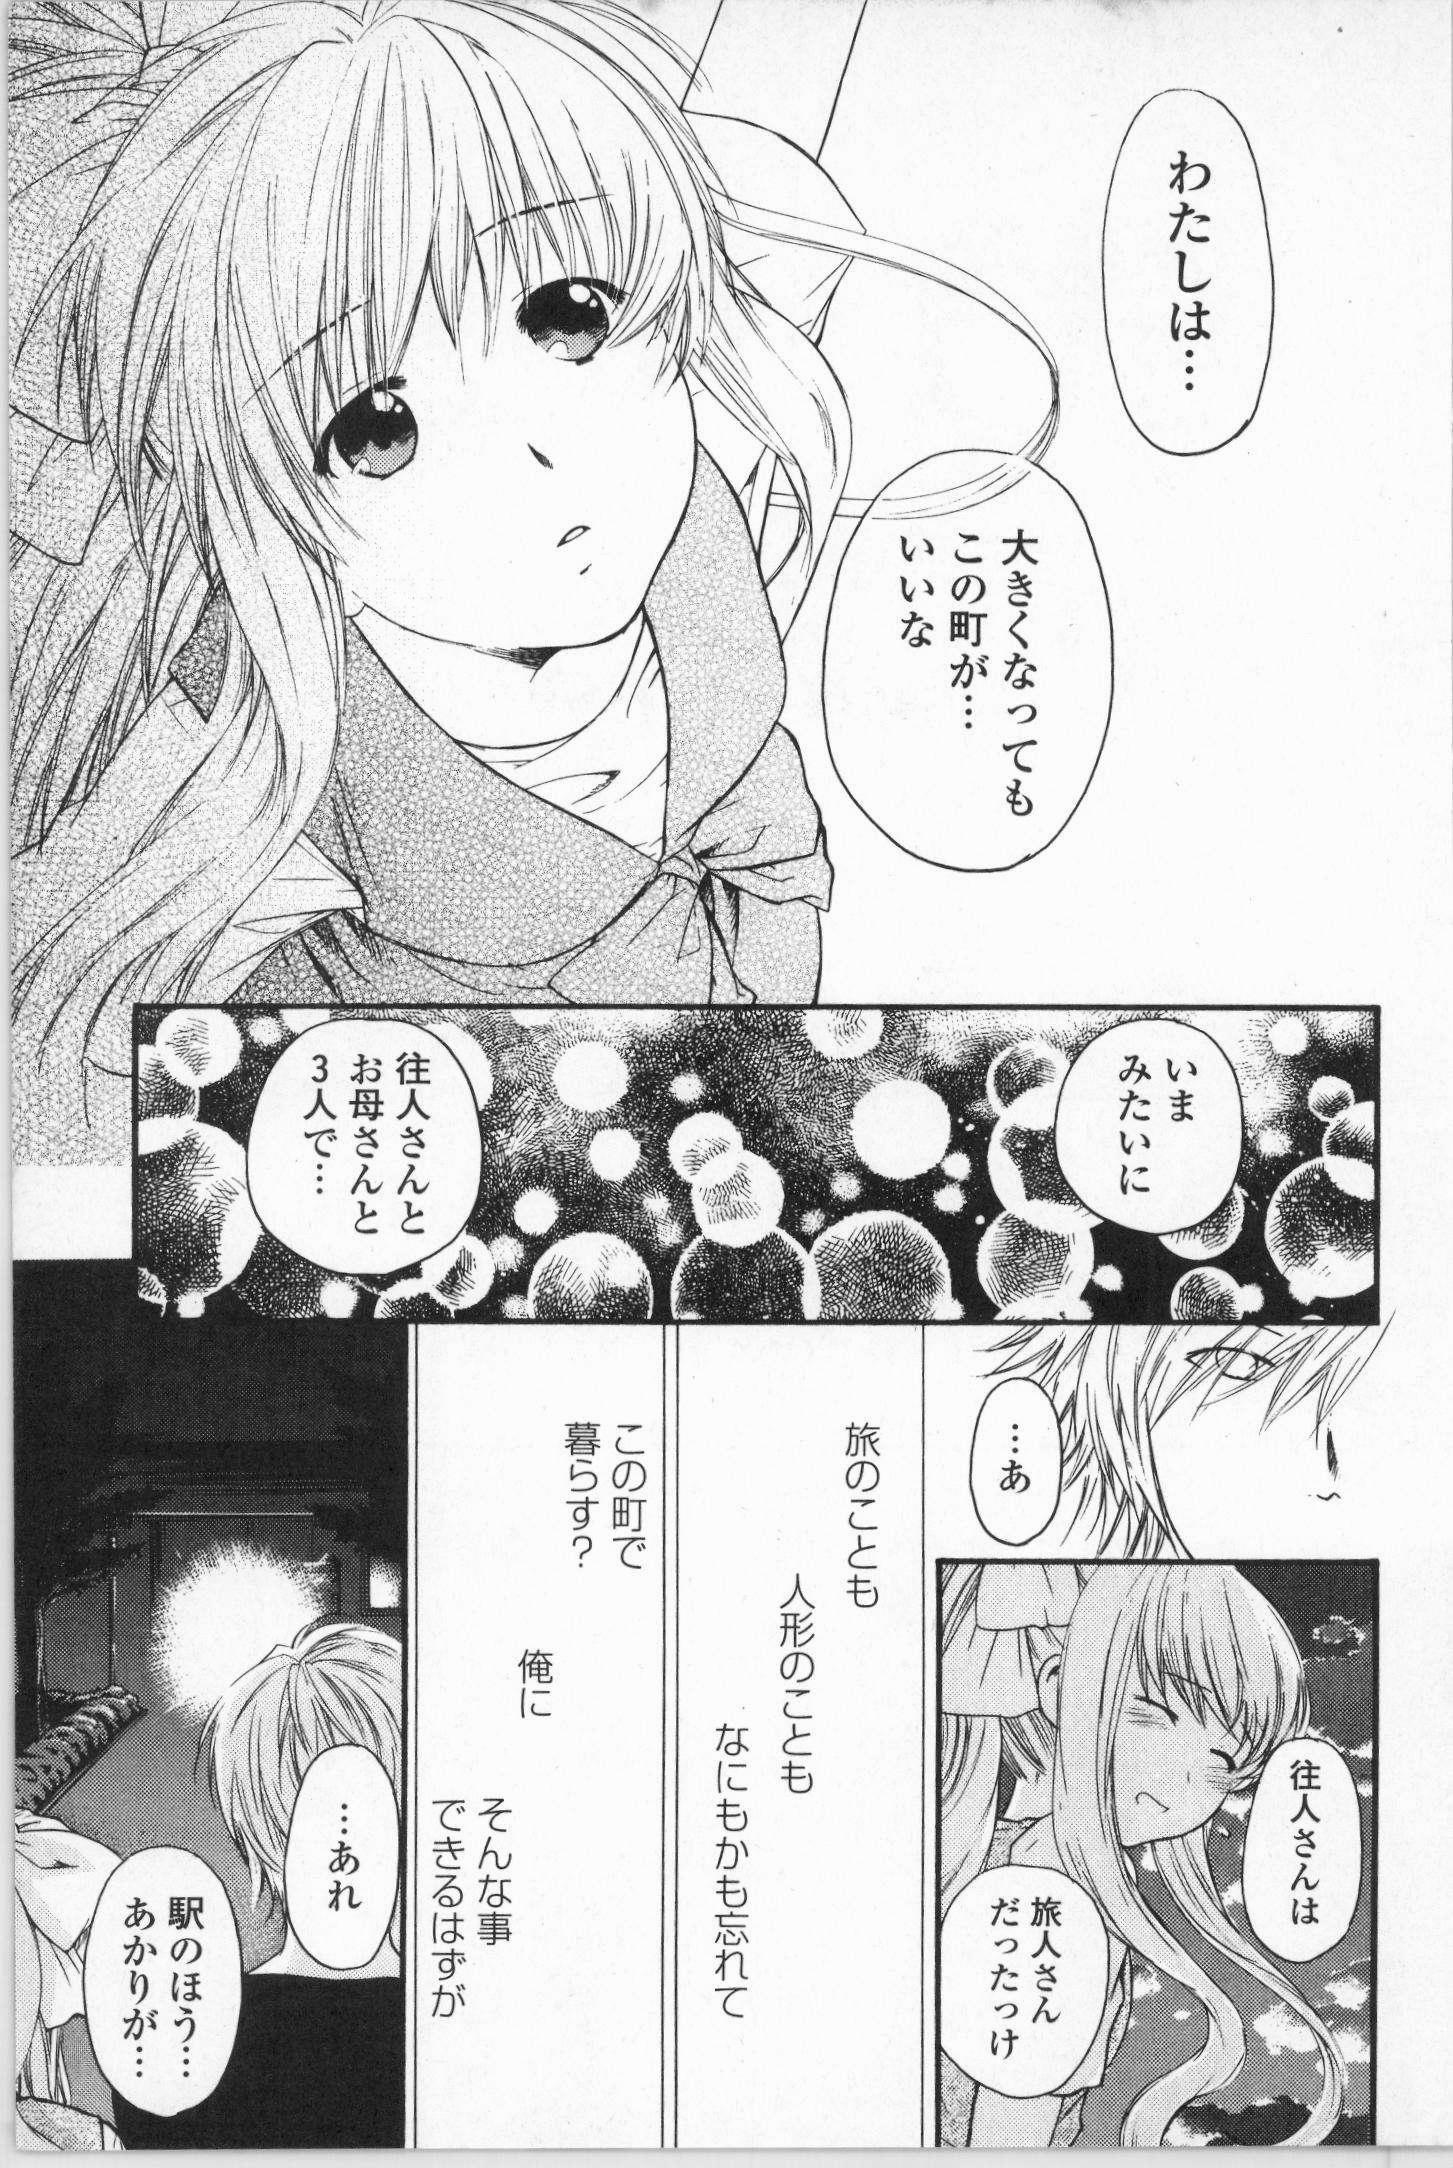 わたしは…
大きくなっても
この町が…
いいな
いま
みたいに
往人さんと
お母さんと
3人で…
…あ
往人さんは
旅人さん
だったっけ
旅のことも
人形のことも
なにもかも忘れて
この町で
暮らす?
俺に
そんな事
できるはずが
…あれ
駅のほう…
あかりが…